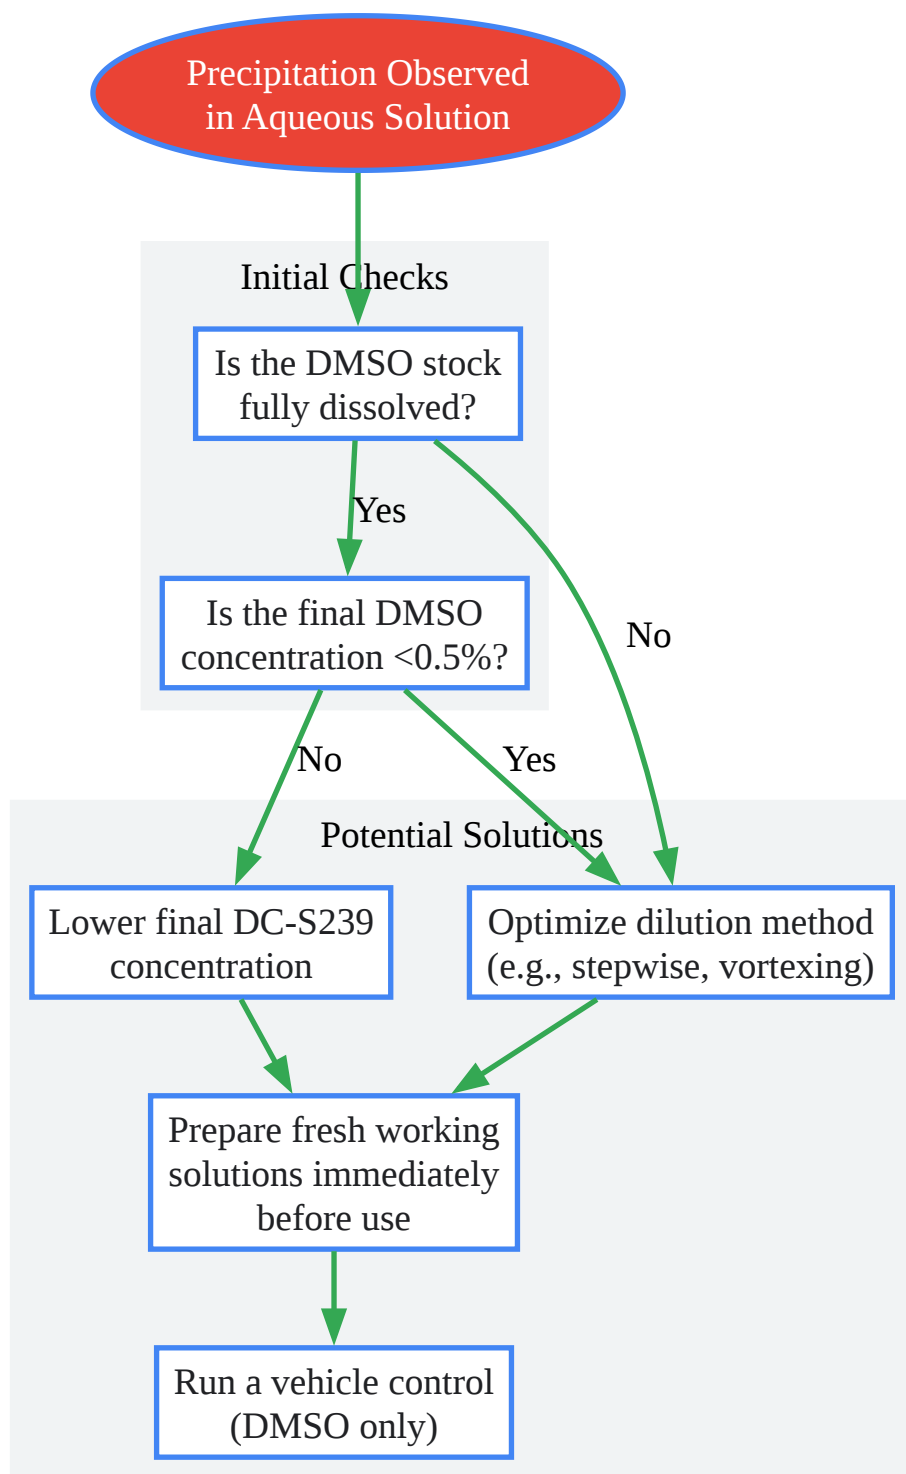 Precipitation Observed
in Aqueous Solution
Initial Checks
Is the DMSO stock
fully dissolved?
Yes
Is the final DMSO
concentration <0.5%?
No
No
Yes
Potential Solutions
Lower final DC-S239
concentration
Optimize dilution method
(e.g., stepwise, vortexing)
Prepare fresh working
solutions immediately
before use
Run a vehicle control
(DMSO only)